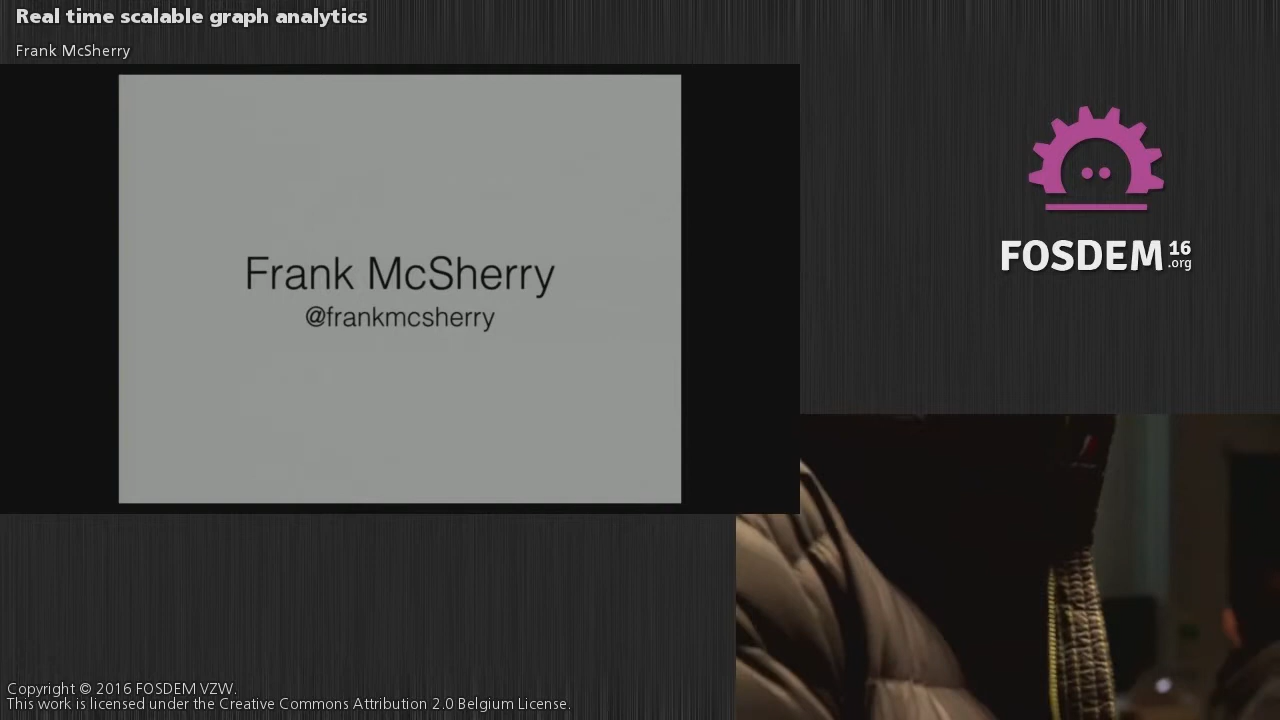 Real time scalable graph analytics
Frank McSherry
Frank McSherry
@frankmcsherry
FOSDEM 16
.org
Copyright © 2016 FOSDEM VZW.
This work is licensed under the Creative Commons Attribution 2.0 Belgium License.